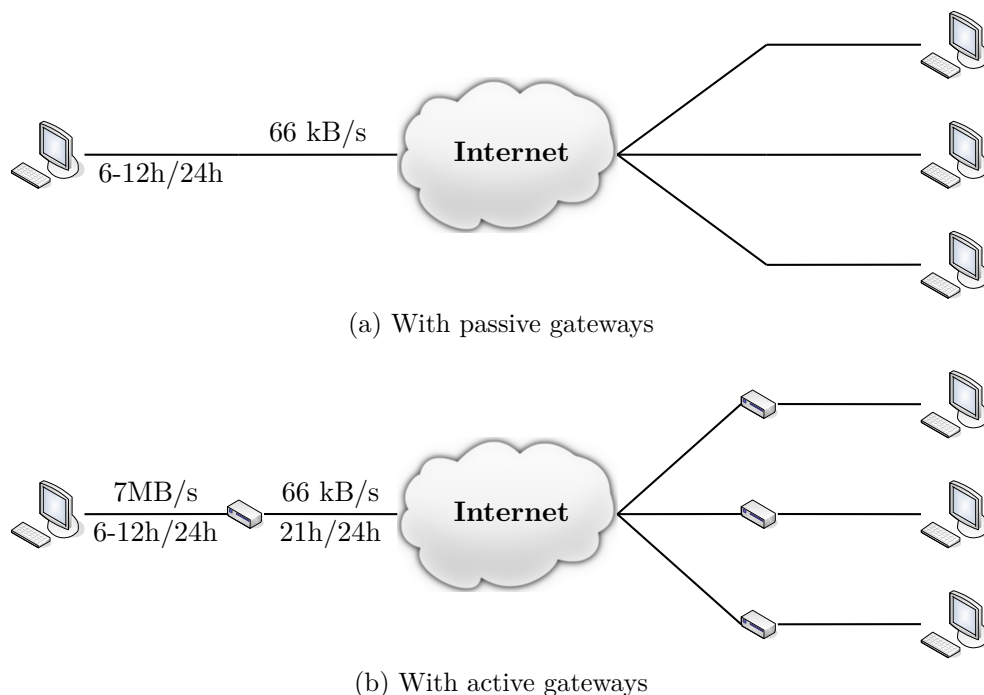 66 kB/s
6-12h/24h
Internet
(a) With passive gateways
7MB/s
66 kB/s
6-12h/24h
21h/24h
Internet
(b) With active gateways